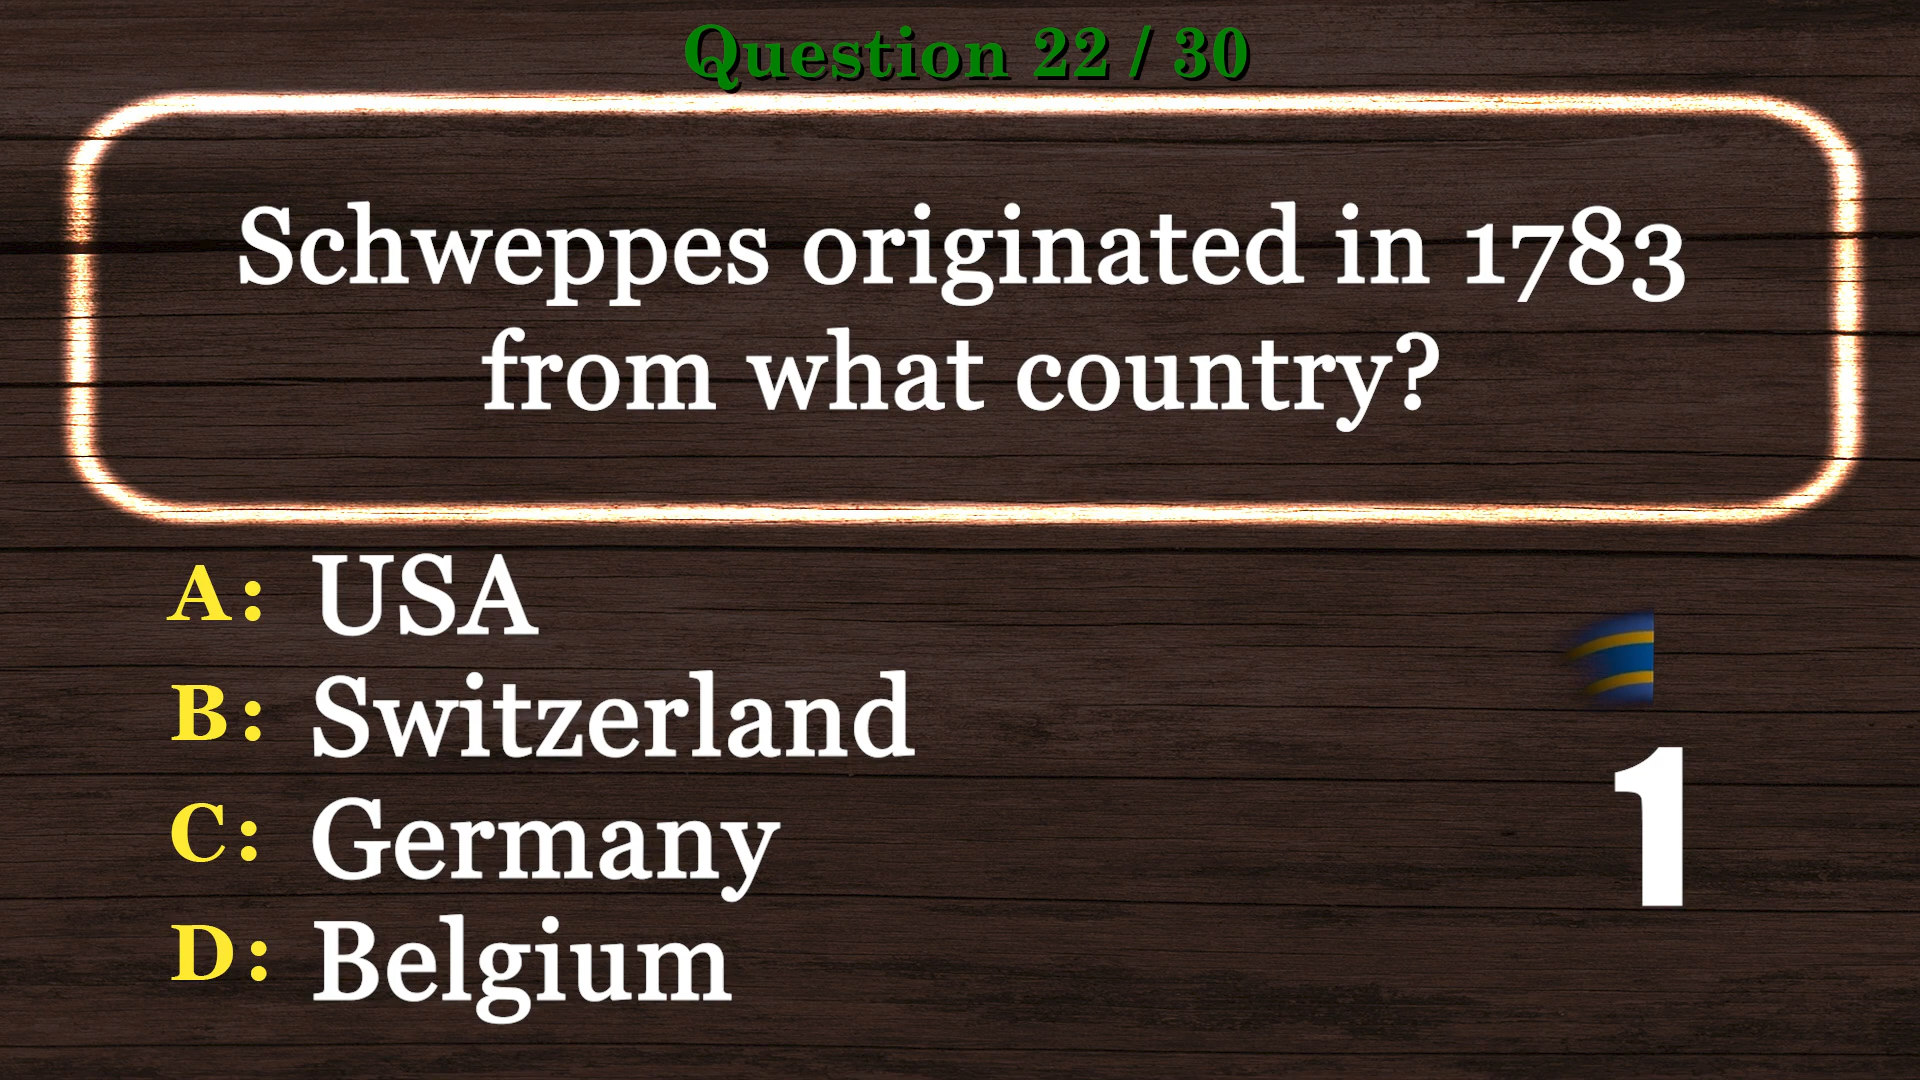 Question 22 / 30
Schweppes originated in 1783
from what country?
A: USA
B: Switzerland
C: Germany
D: Belgium
1